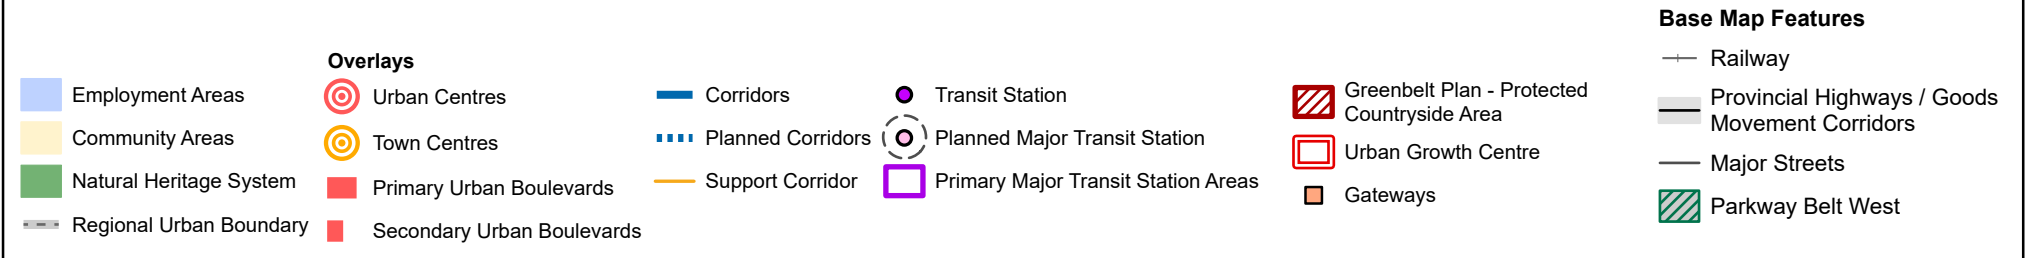 Employment Areas
Community Areas
Natural Heritage System
Regional Urban Boundary
Overlays
Urban Centres
Town Centres
Primary Urban Boulevards
Secondary Urban Boulevards
Corridors
Planned Corridors
Support Corridor
Transit Station
Planned Major Transit Station
Primary Major Transit Station Areas
Greenbelt Plan - Protected
Countryside Area
Urban Growth Centre
Gateways
Base Map Features
Railway
Provincial Highways / Goods
Movement Corridors
Major Streets
Parkway Belt West